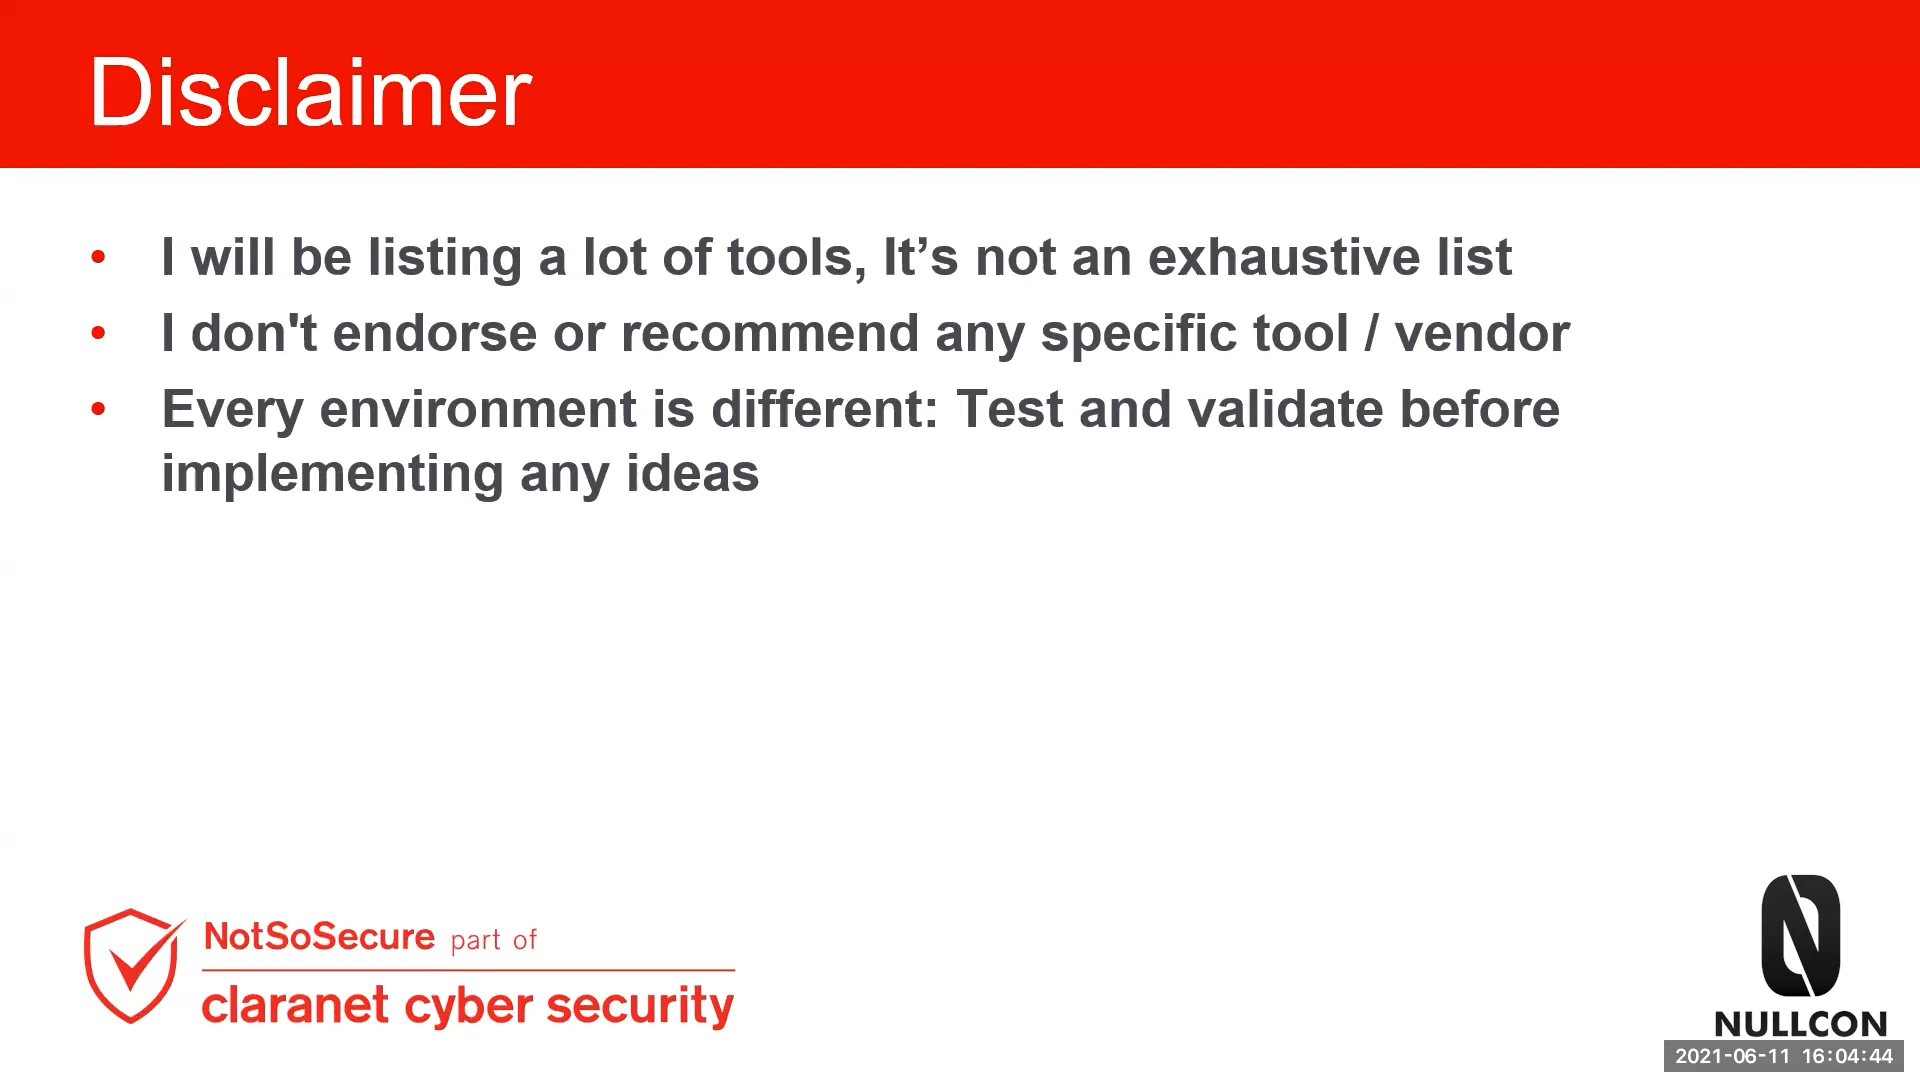 Disclaimer
• I will be listing a lot of tools, It’s not an exhaustive list
• I don't endorse or recommend any specific tool / vendor
• Every environment is different: Test and validate before
implementing any ideas
NotSoSecure part of
claranet cyber security
NULLCON
2021-06-11 16:04:44